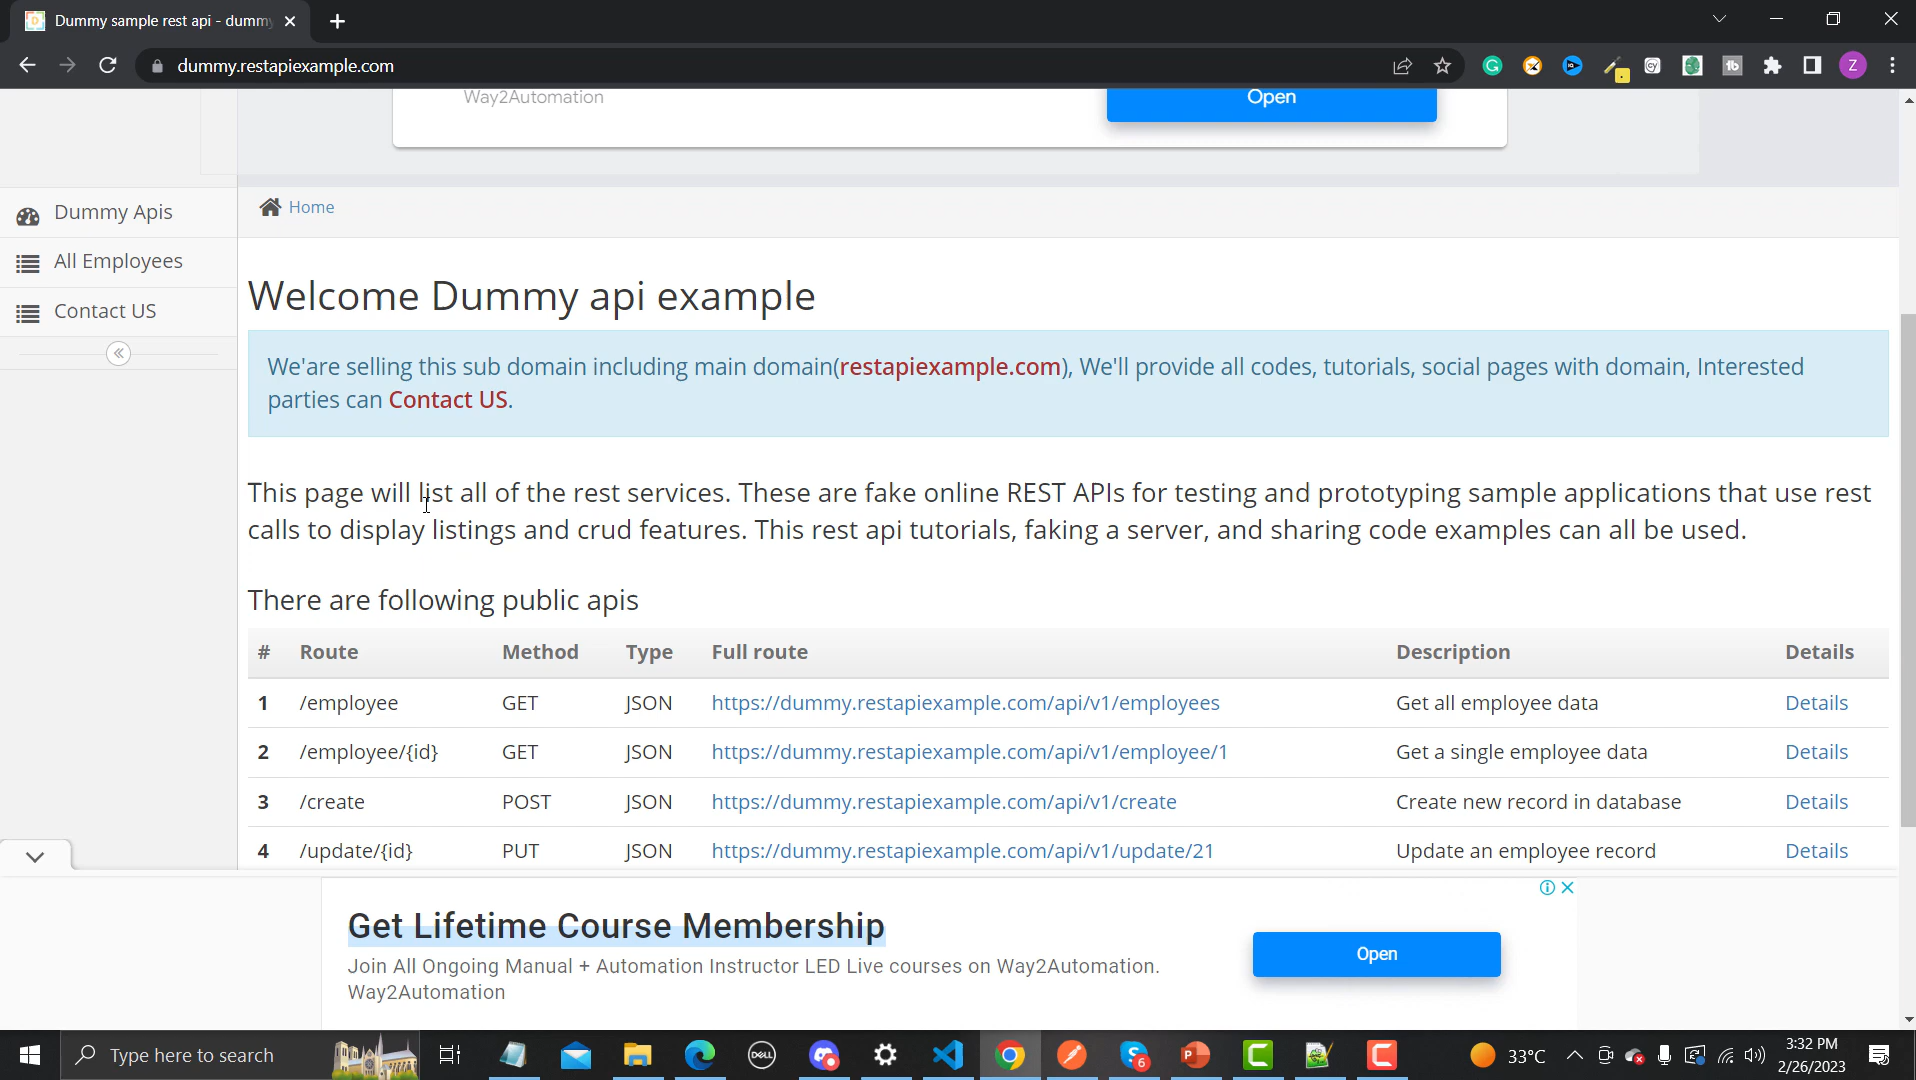 Dummy sample rest api - dummy
dummy.restapiexample.com
Way2Automation
Open
Dummy Apis
All Employees
Contact US
Home
Welcome Dummy api example
We'are selling this sub domain including main domain(restapiexample.com), We'll provide all codes, tutorials, social pages with domain, Interested
parties can Contact US.
This page will list all of the rest services. These are fake online REST APIs for testing and prototyping sample applications that use rest
calls to display listings and crud features. This rest api tutorials, faking a server, and sharing code examples can all be used.
There are following public apis
# Route Method Type Full route Description Details
1 /employee GET JSON https://dummy.restapiexample.com/api/v1/employees Get all employee data Details
2 /employee/{id} GET JSON https://dummy.restapiexample.com/api/v1/employee/1 Get a single employee data Details
3 /create POST JSON https://dummy.restapiexample.com/api/v1/create Create new record in database Details
4 /update/{id} PUT JSON https://dummy.restapiexample.com/api/v1/update/21 Update an employee record Details
Get Lifetime Course Membership
Join All Ongoing Manual + Automation Instructor LED Live courses on Way2Automation.
Way2Automation
Open
Type here to search
33°C
3:32 PM
2/26/2023